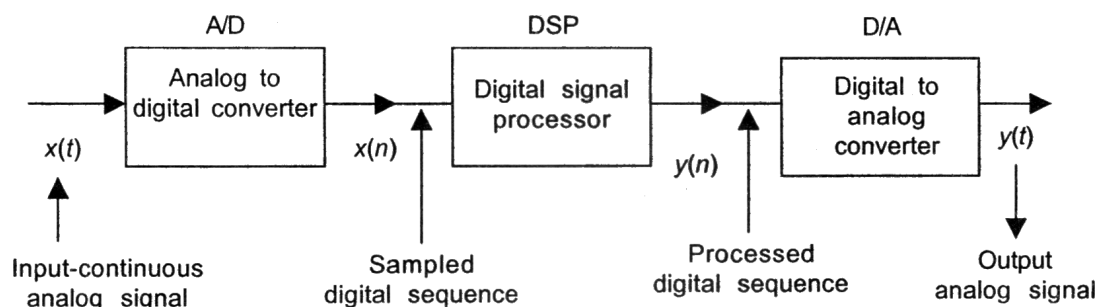 A/D
DSP
D/A
Analog to
digital converter
Digital signal
processor
Digital to
analog
converter
x(t)
x(n)
y(n)
y(t)
Input-continuous
analog signal
Sampled
digital sequence
Processed
digital sequence
Output
analog signal